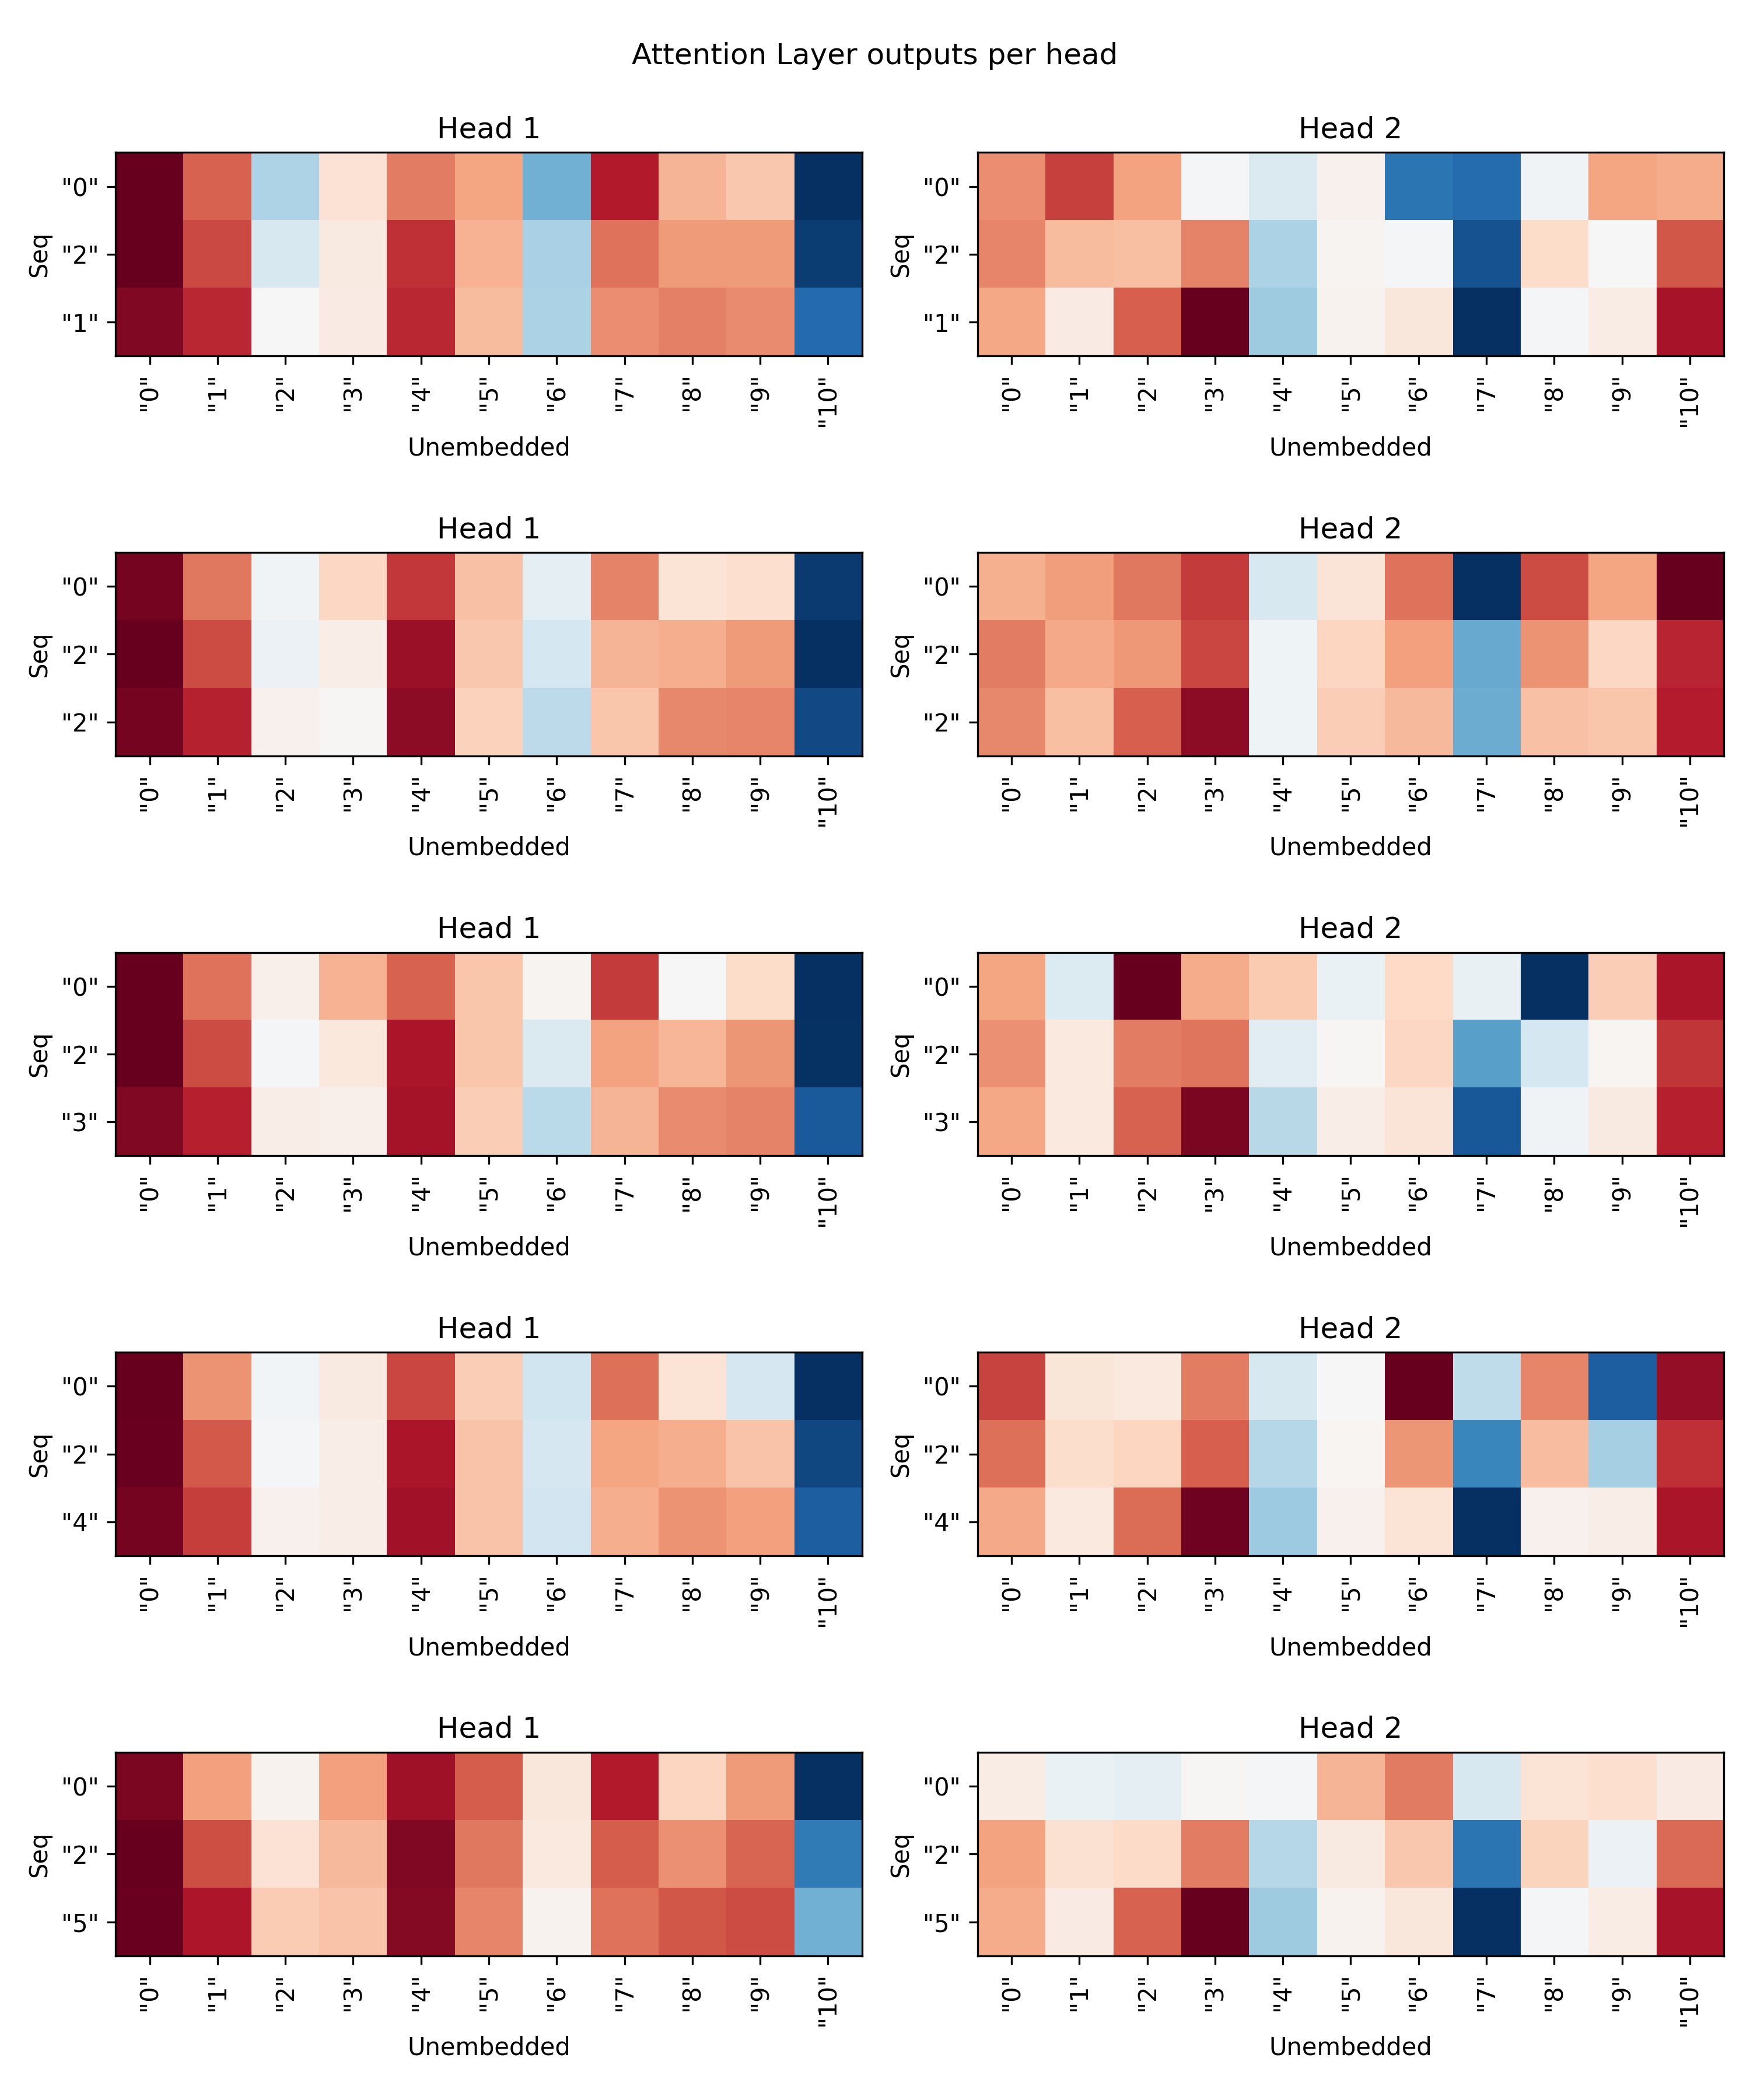 Attention Layer outputs per head
Head 1 Head 2
Seq "0" Seq "0"
"2" "2"
"1" "1"
"0" "1" "2" "3" "4" "5" "6" "7" "8" "9" "10" "0" "1" "2" "3" "4" "5" "6" "7" "8" "9" "10"
Unembedded Unembedded
Head 1 Head 2
Seq "0" Seq "0"
"2" "2"
"2" "2"
"0" "1" "2" "3" "4" "5" "6" "7" "8" "9" "10" "0" "1" "2" "3" "4" "5" "6" "7" "8" "9" "10"
Unembedded Unembedded
Head 1 Head 2
Seq "0" Seq "0"
"2" "2"
"3" "3"
"0" "1" "2" "3" "4" "5" "6" "7" "8" "9" "10" "0" "1" "2" "3" "4" "5" "6" "7" "8" "9" "10"
Unembedded Unembedded
Head 1 Head 2
Seq "0" Seq "0"
"2" "2"
"4" "4"
"0" "1" "2" "3" "4" "5" "6" "7" "8" "9" "10" "0" "1" "2" "3" "4" "5" "6" "7" "8" "9" "10"
Unembedded Unembedded
Head 1 Head 2
Seq "0" Seq "0"
"2" "2"
"5" "5"
"0" "1" "2" "3" "4" "5" "6" "7" "8" "9" "10" "0" "1" "2" "3" "4" "5" "6" "7" "8" "9" "10"
Unembedded Unembedded